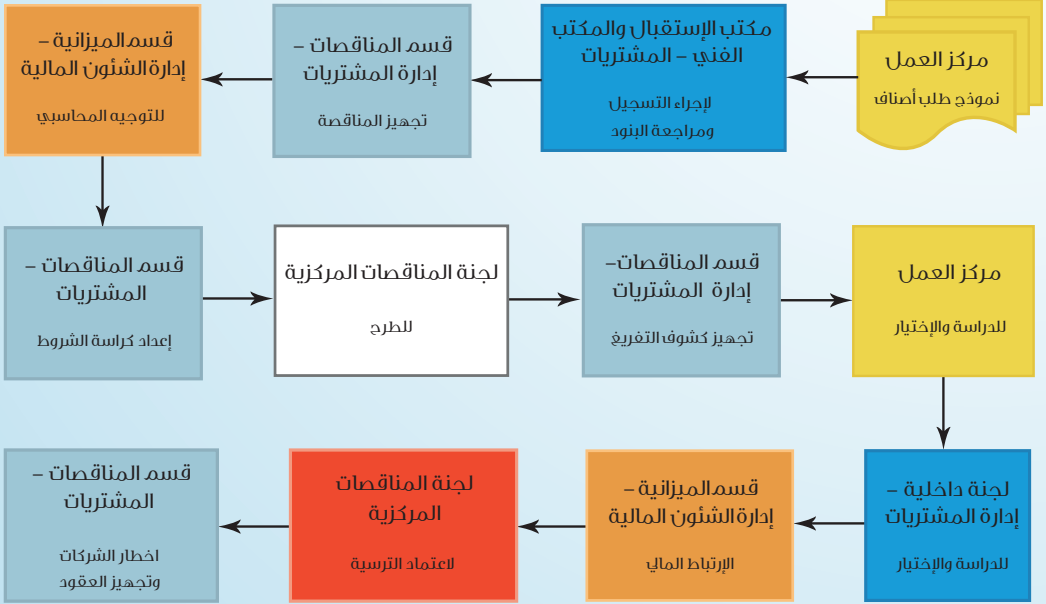 مركز العمل
نموذج طلب أصناف
مكتب الإستقبال والمكتب
الفني – المشتريات
لإجراء التسجيل
ومراجعة البنود
قسم المناقصات –
إدارة المشتريات
تجهيز المناقصة
قسم الميزانية –
إدارة الشئون المالية
للتوجيه المحاسبي
قسم المناقصات –
المشتريات
إعداد كراسة الشروط
لجنة المناقصات المركزية
للطرح
قسم المناقصات–
إدارة المشتريات
تجهيز كشوف التفريغ
مركز العمل
للدراسة والإختيار
لجنة داخلية –
إدارة المشتريات
للدراسة والإختيار
قسم الميزانية –
إدارة الشئون المالية
الإرتباط المالي
لجنة المناقصات
المركزية
لاعتماد الترسية
قسم المناقصات –
المشتريات
اخطار الشركات
وتجهيز العقود